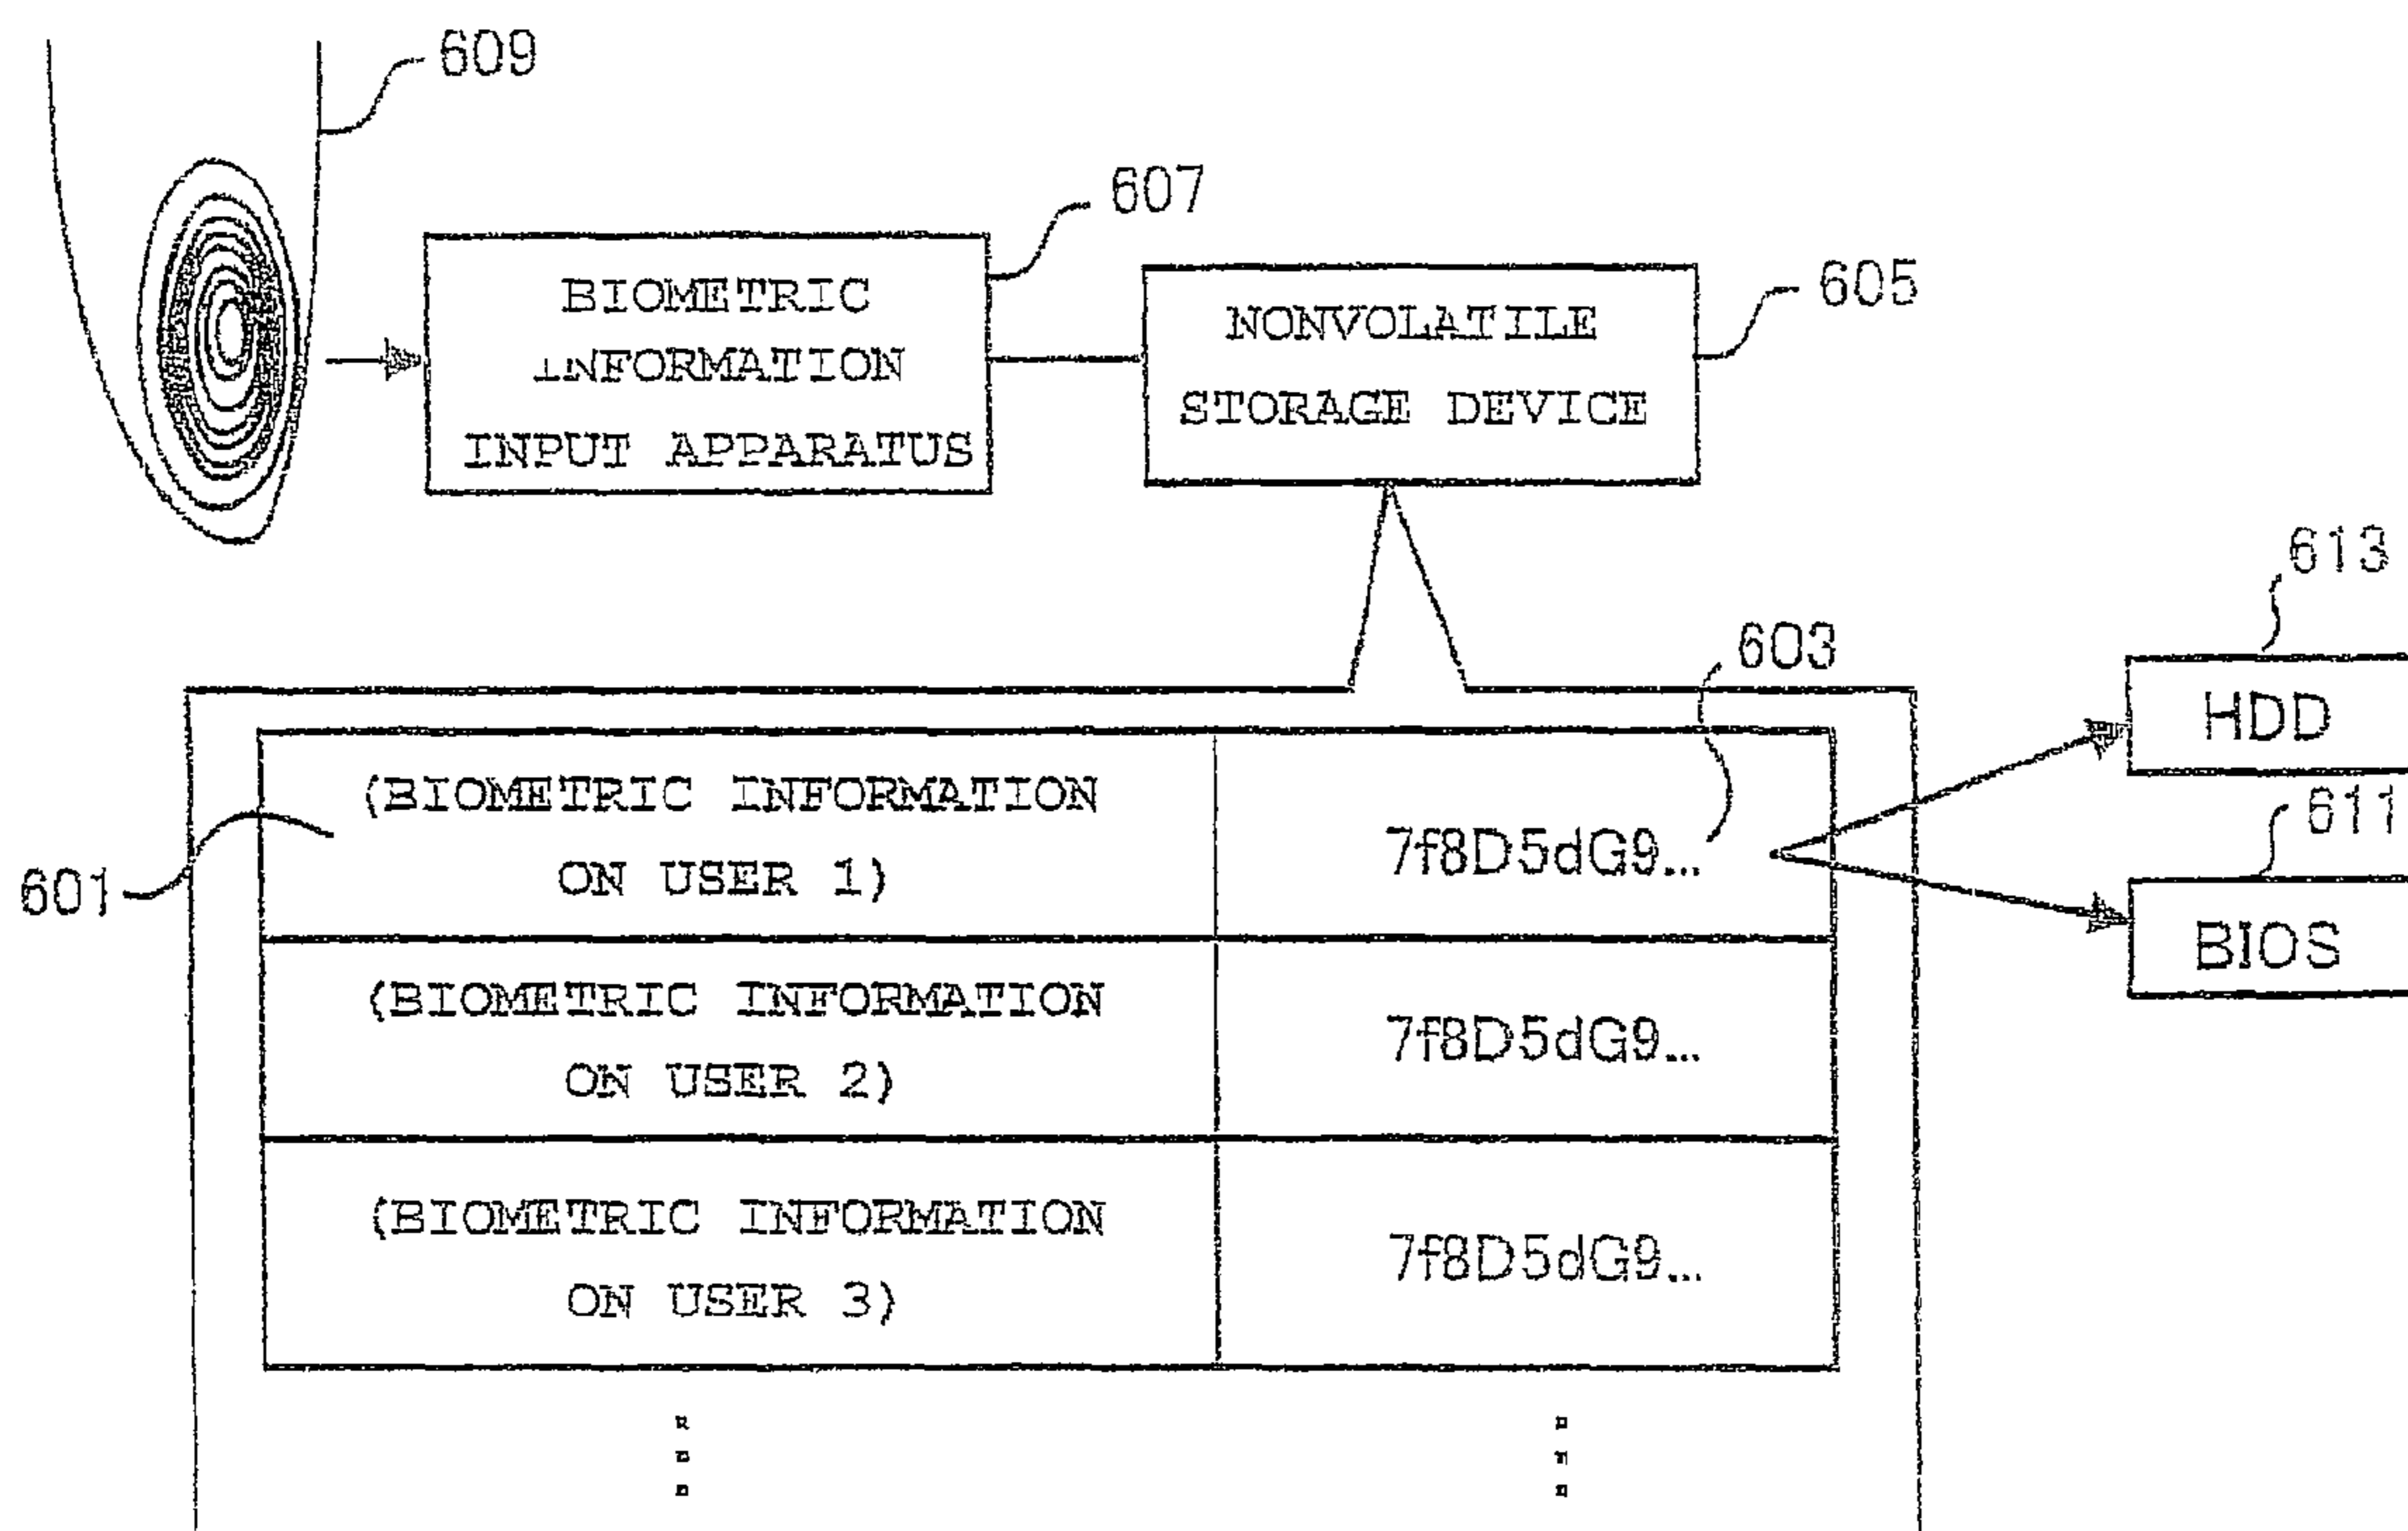 609
607
BIOMETRIC
INFORMATION
INPUT APPARATUS
605
NONVOLATILE
STORAGE DEVICE
613
HDD
603
611
BIOS
601
(BIOMETRIC INFORMATION
ON USER 1)
7f8D5dG9...
(BIOMETRIC INFORMATION
ON USER 2)
7f8D5dG9...
(BIOMETRIC INFORMATION
ON USER 3)
7f8D5dG9...